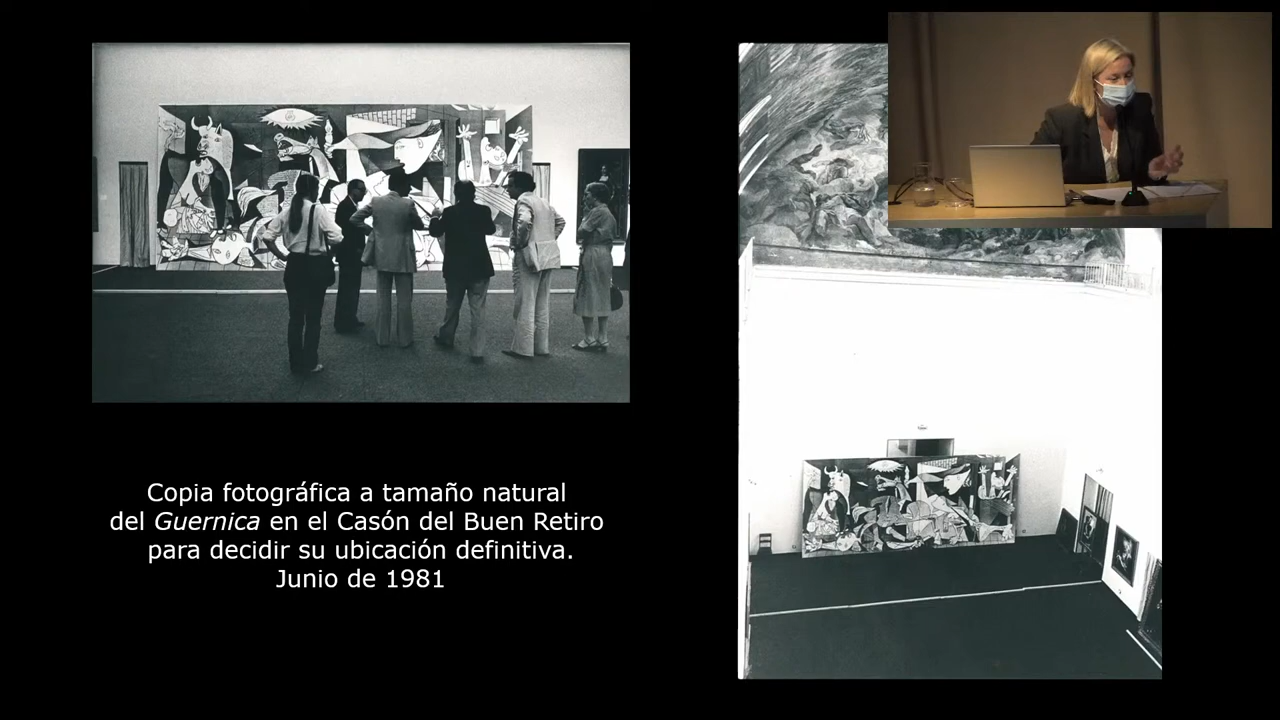 Copia fotográfica a tamaño natural
del Guernica en el Casón del Buen Retiro
para decidir su ubicación definitiva.
Junio de 1981